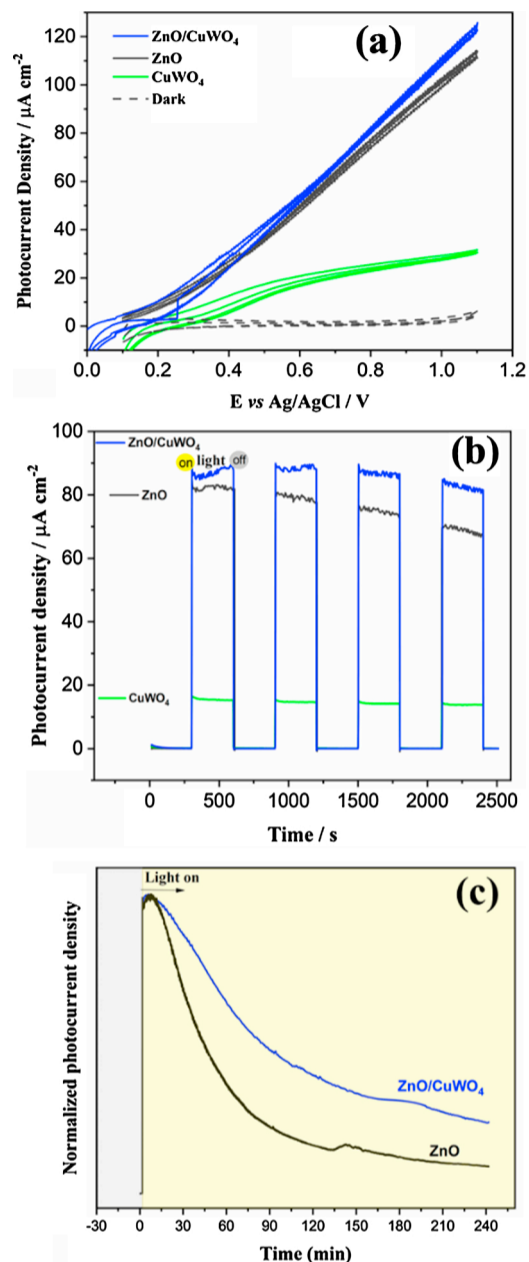 (a)
ZnO/CuWO₄
ZnO
CuWO₄
Dark
Photocurrent Density / μA cm⁻²
120
100
80
60
40
20
0
0.0 0.2 0.4 0.6 0.8 1.0 1.2
E vs Ag/AgCl / V
(b)
ZnO/CuWO₄
on light off
ZnO
CuWO₄
Photocurrent density / μA cm⁻²
100
80
60
40
20
0
0 500 1000 1500 2000 2500
Time / s
Light on
(c)
Normalized photocurrent density
ZnO/CuWO₄
ZnO
-30 0 30 60 90 120 150 180 210 240
Time (min)